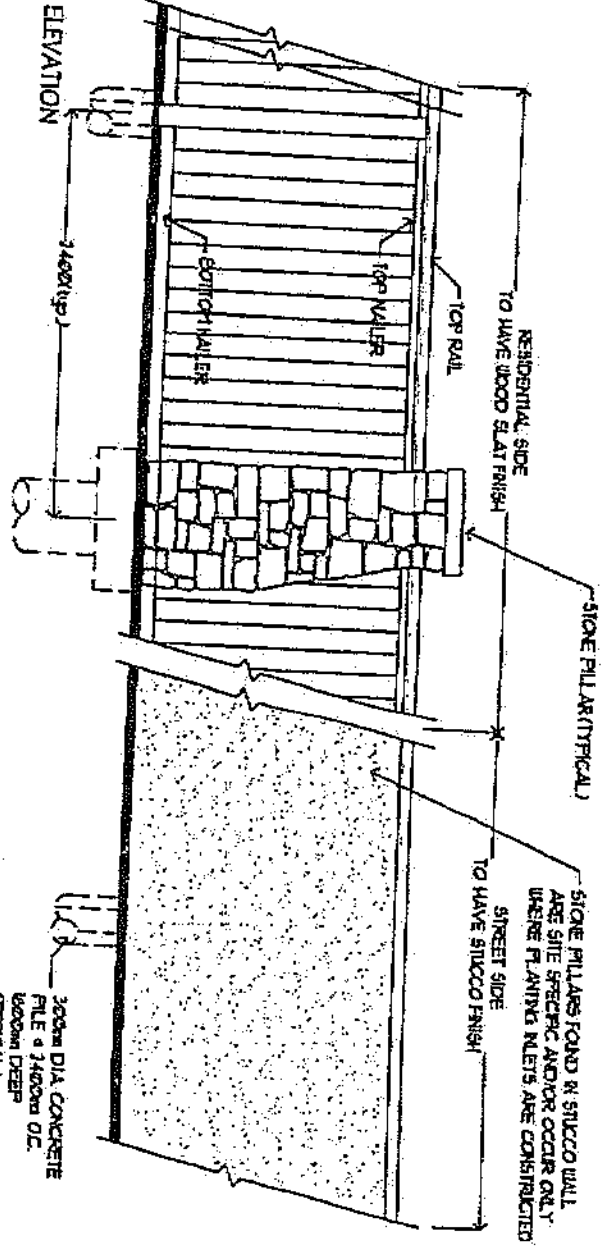 STONE PILLAR (TYPICAL)
STONE PILLARS FOUND IN STUCCO WALL
ARE SITE SPECIFIC AND/OR OCCUR ONLY
WHERE PLANTING INLETS ARE CONSTRUCTED
RESIDENTIAL SIDE
TO HAVE WOOD SLAT FINISH
STREET SIDE
TO HAVE STUCCO FINISH
TOP RAIL
TOP NAILER
BOTTOM NAILER
2400(typ.)
300mm DIA. CONCRETE
PILE @ 2400mm O.C.
DEEP
ELEVATION